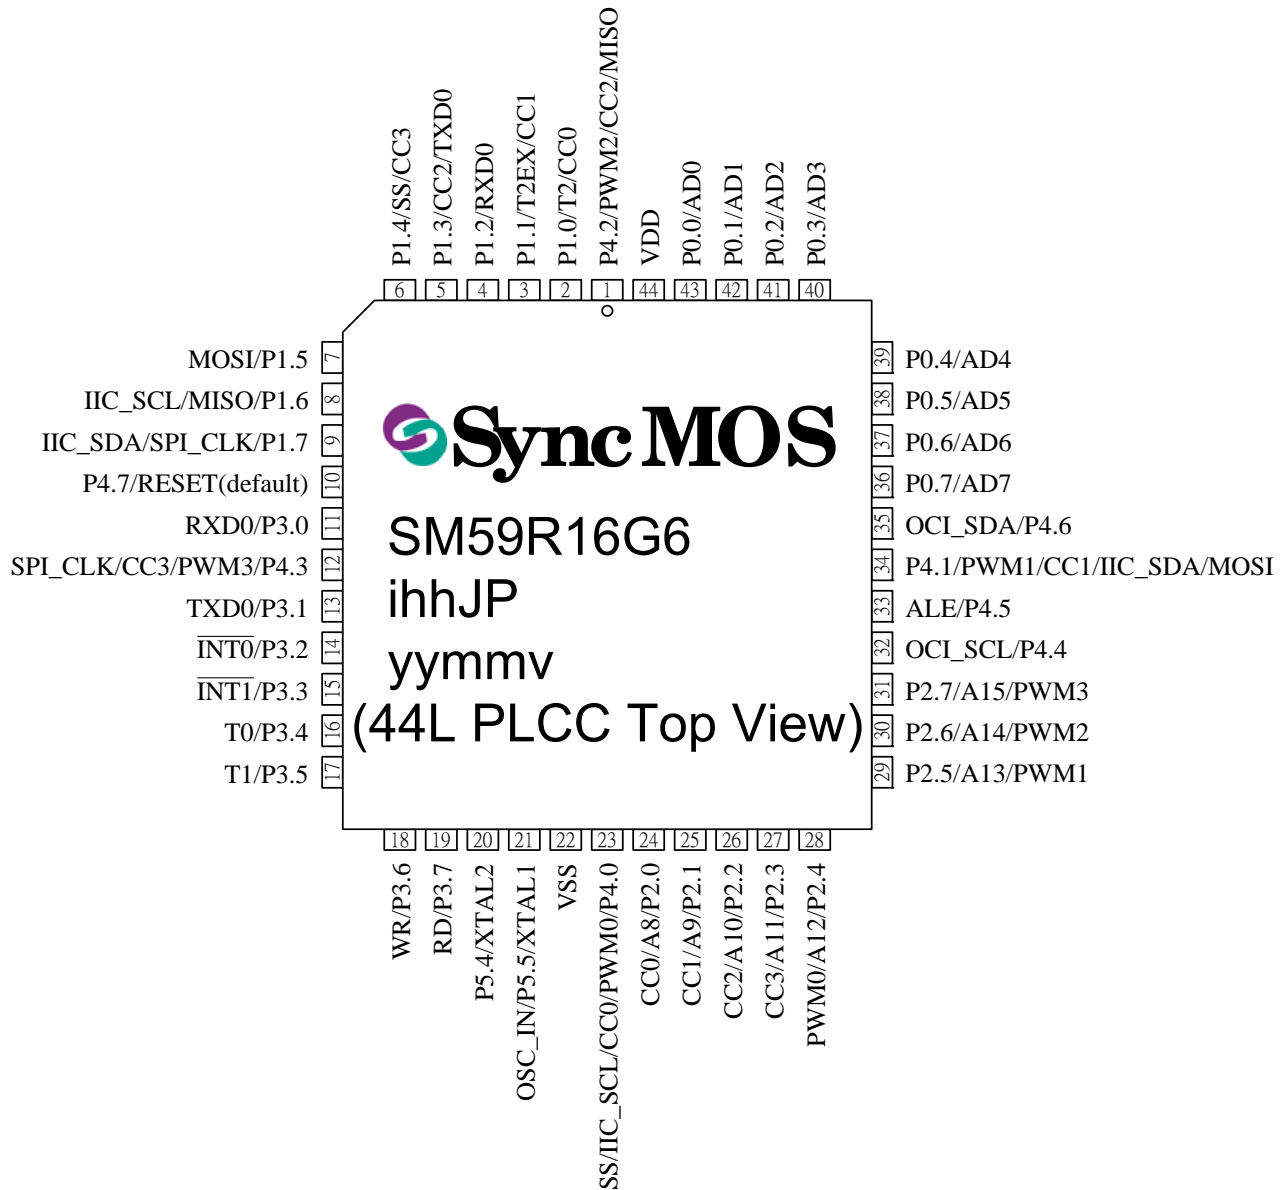 P1.4/SS/CC3
P1.3/CC2/TXD0
P1.2/RXD0
P1.1/T2EX/CC1
P1.0/T2/CC0
P4.2/PWM2/CC2/MISO
VDD
P0.0/AD0
P0.1/AD1
P0.2/AD2
P0.3/AD3
6 5 4 3 2 1 44 43 42 41 40
MOSI/P1.5 7
IIC_SCL/MISO/P1.6 8
IIC_SDA/SPI_CLK/P1.7 9
P4.7/RESET(default) 10
RXD0/P3.0 11
SPI_CLK/CC3/PWM3/P4.3 12
TXD0/P3.1 13
INT0/P3.2 14
INT1/P3.3 15
T0/P3.4 16
T1/P3.5 17
SyncMOS
SM59R16G6
ihhJP
yymmv
(44L PLCC Top View)
39 P0.4/AD4
38 P0.5/AD5
37 P0.6/AD6
36 P0.7/AD7
35 OCI_SDA/P4.6
34 P4.1/PWM1/CC1/IIC_SDA/MOSI
33 ALE/P4.5
32 OCI_SCL/P4.4
31 P2.7/A15/PWM3
30 P2.6/A14/PWM2
29 P2.5/A13/PWM1
18 19 20 21 22 23 24 25 26 27 28
WR/P3.6
RD/P3.7
P5.4/XTAL2
OSC_IN/P5.5/XTAL1
VSS
SS/IIC_SCL/CC0/PWM0/P4.0
CC0/A8/P2.0
CC1/A9/P2.1
CC2/A10/P2.2
CC3/A11/P2.3
PWM0/A12/P2.4